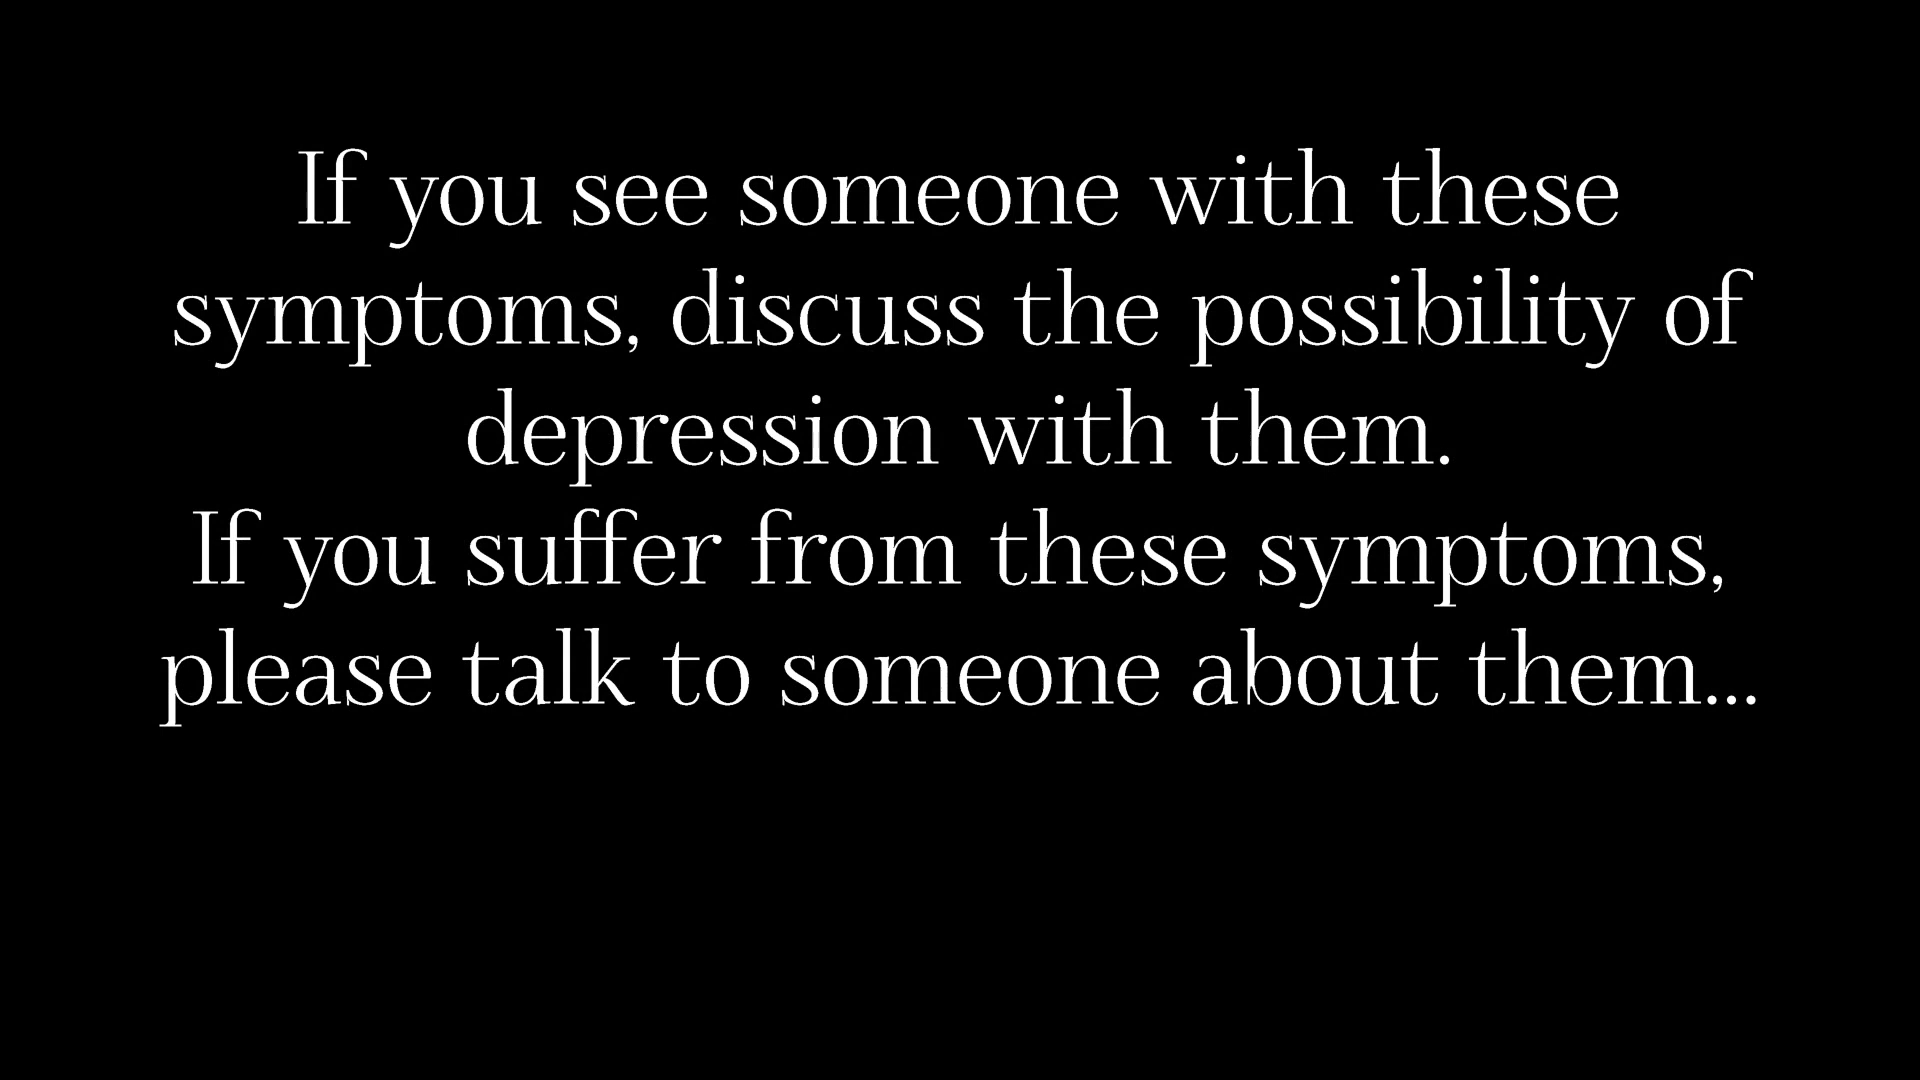 If you see someone with these
symptoms, discuss the possibility of
depression with them.
If you suffer from these symptoms,
please talk to someone about them...